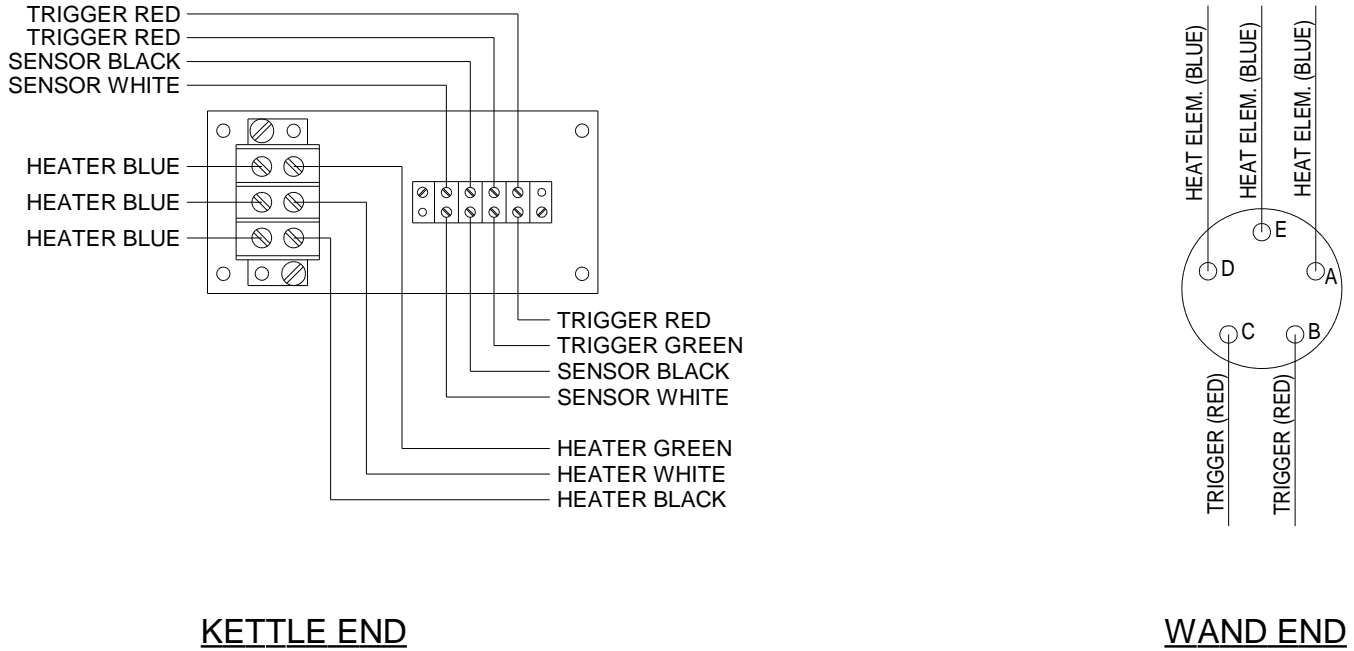 TRIGGER RED
TRIGGER RED
SENSOR BLACK
SENSOR WHITE
HEATER BLUE
HEATER BLUE
HEATER BLUE
TRIGGER RED
TRIGGER GREEN
SENSOR BLACK
SENSOR WHITE
HEATER GREEN
HEATER WHITE
HEATER BLACK
KETTLE END
HEAT ELEM. (BLUE)
HEAT ELEM. (BLUE)
HEAT ELEM. (BLUE)
E
D
A
C
B
TRIGGER (RED)
TRIGGER (RED)
WAND END